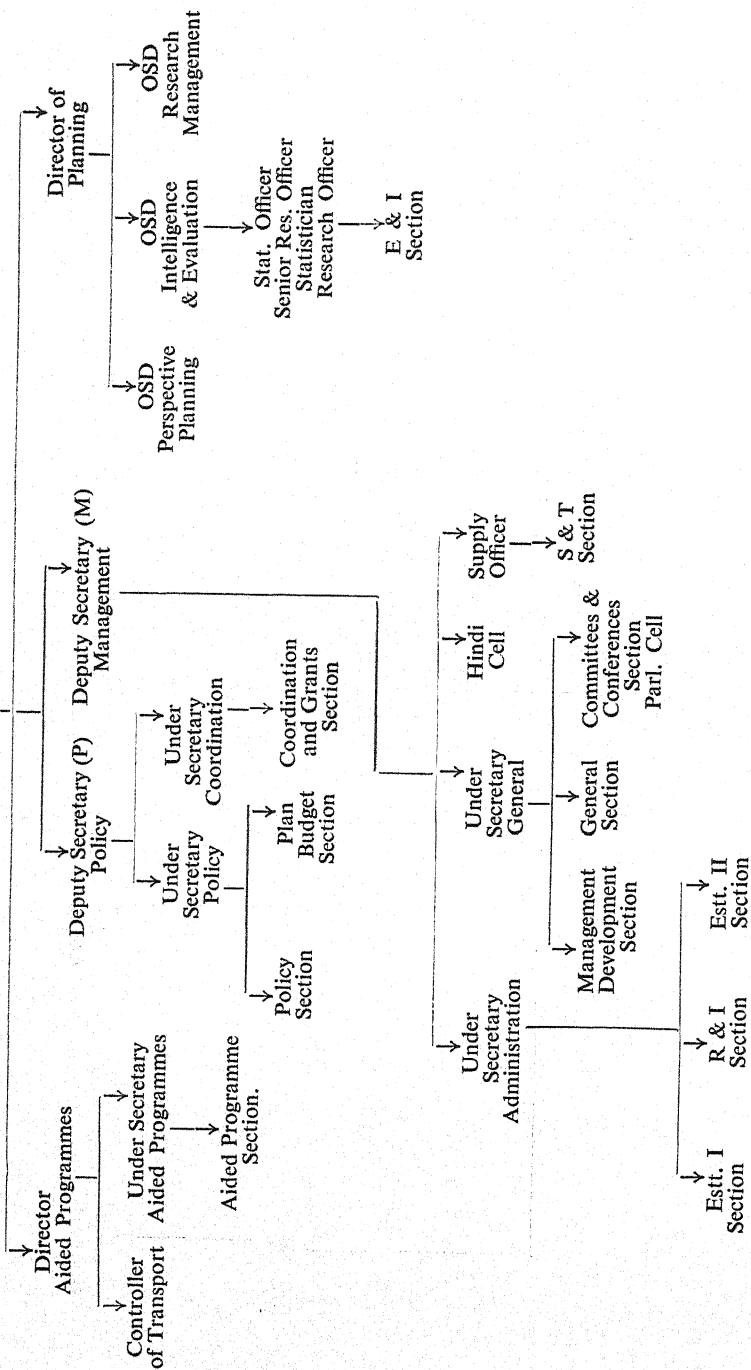 Director
Aided Programmes
Controller
of Transport
Under Secretary
Aided Programmes
Aided Programme
Section.
Deputy Secretary (P)
Policy
Under
Secretary
Policy
Policy
Section
Plan
Budget
Section
Under
Secretary
Coordination
Coordination
and Grants
Section
Deputy Secretary (M)
Management
Under
Secretary
Administration
Estt. I
Section
R & I
Section
Estt. II
Section
Under
Secretary
General
Management
Development
Section
General
Section
Committees &
Conferences
Section
Parl. Cell
Hindi
Cell
Supply
Officer
S & T
Section
Director of
Planning
OSD
Perspective
Planning
OSD
Intelligence
& Evaluation
Stat. Officer
Senior Res. Officer
Statistician
Research Officer
E & I
Section
OSD
Research
Management